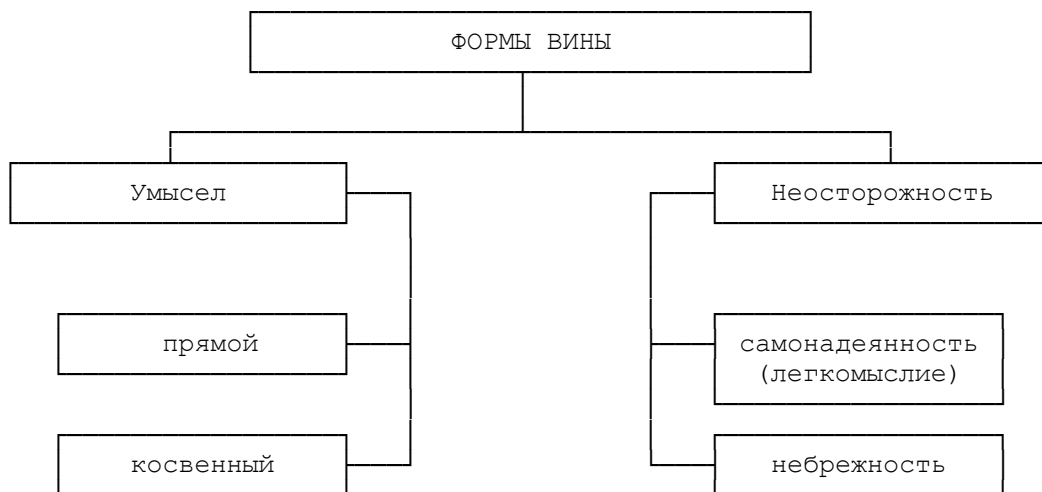 ФОРМЫ ВИНЫ
Умысел
Неосторожность
прямой
самонадеянность
(легкомыслие)
косвенный
небрежность